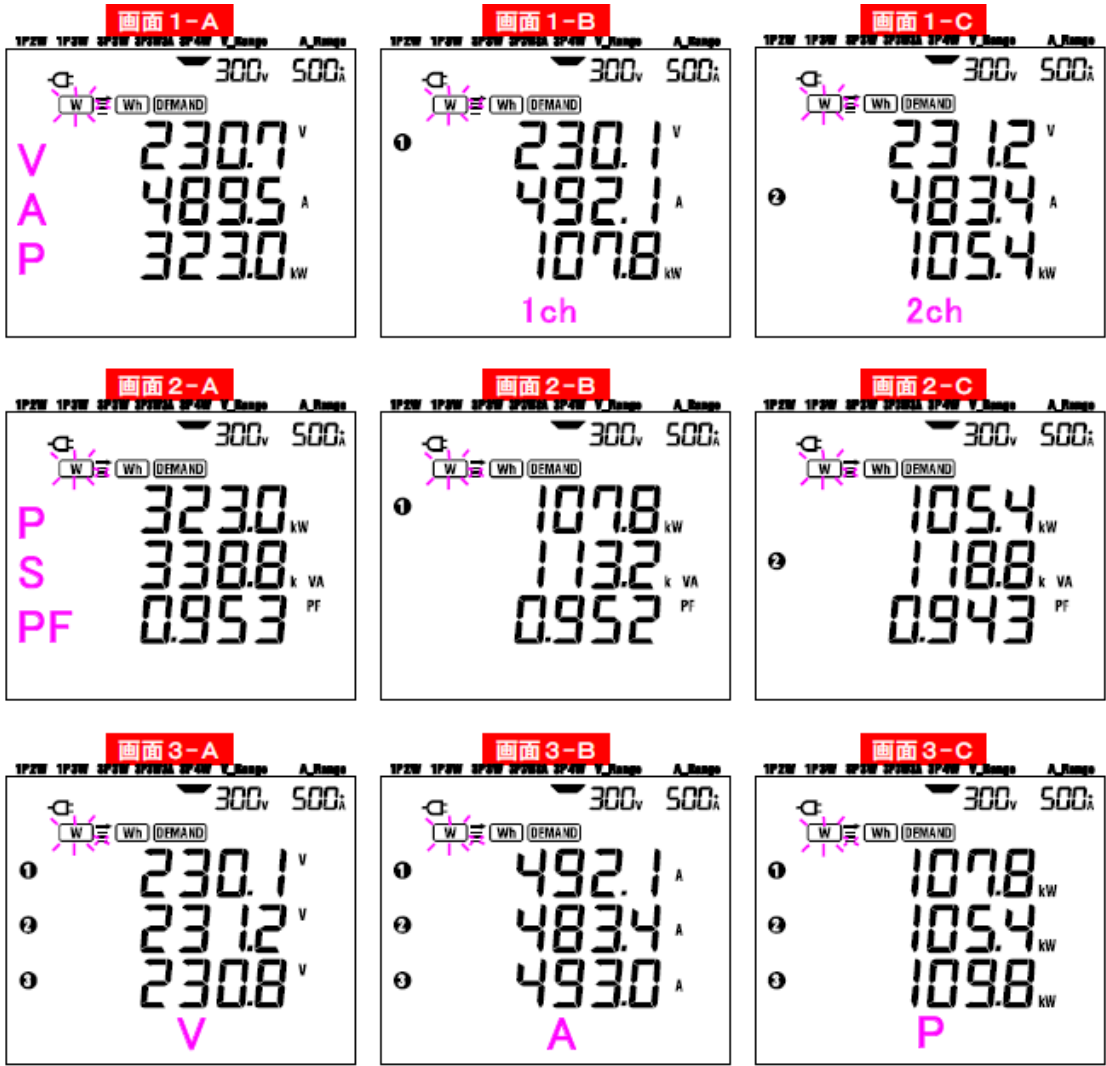 画面1-A
1P2W 1P3W 3P3W 3P3W3A 3P4W V_Range A_Range
300V 500A
W Wh DEMAND
V 230.7 V
A 489.5 A
P 323.0 kW
画面1-B
1P2W 1P3W 3P3W 3P3W3A 3P4W V_Range A_Range
300V 500A
W Wh DEMAND
❶ 230.1 V
492.1 A
107.8 kW
1ch
画面1-C
1P2W 1P3W 3P3W 3P3W3A 3P4W V_Range A_Range
300V 500A
W Wh DEMAND
231.2 V
❷ 483.4 A
105.4 kW
2ch
画面2-A
1P2W 1P3W 3P3W 3P3W3A 3P4W V_Range A_Range
300V 500A
W Wh DEMAND
P 323.0 kW
S 338.8 k VA
PF 0.953 PF
画面2-B
1P2W 1P3W 3P3W 3P3W3A 3P4W V_Range A_Range
300V 500A
W Wh DEMAND
❶ 107.8 kW
113.2 k VA
0.952 PF
画面2-C
1P2W 1P3W 3P3W 3P3W3A 3P4W V_Range A_Range
300V 500A
W Wh DEMAND
105.4 kW
❷ 118.8 k VA
0.943 PF
画面3-A
1P2W 1P3W 3P3W 3P3W3A 3P4W V_Range A_Range
300V 500A
W Wh DEMAND
❶ 230.1 V
❷ 231.2 V
❸ 230.8 V
V
画面3-B
1P2W 1P3W 3P3W 3P3W3A 3P4W V_Range A_Range
300V 500A
W Wh DEMAND
❶ 492.1 A
❷ 483.4 A
❸ 493.0 A
A
画面3-C
1P2W 1P3W 3P3W 3P3W3A 3P4W V_Range A_Range
300V 500A
W Wh DEMAND
❶ 107.8 kW
❷ 105.4 kW
❸ 109.8 kW
P